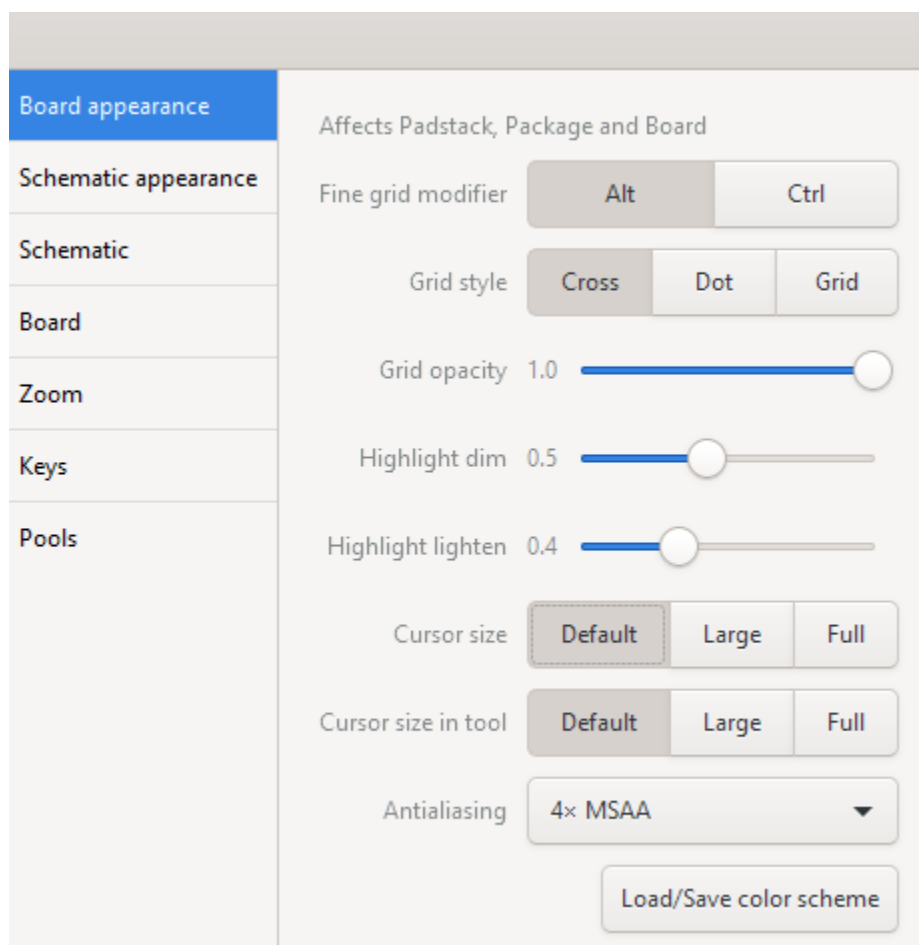 Board appearance
Schematic appearance
Schematic
Board
Zoom
Keys
Pools
Affects Padstack, Package and Board
Fine grid modifier Alt Ctrl
Grid style Cross Dot Grid
Grid opacity 1.0
Highlight dim 0.5
Highlight lighten 0.4
Cursor size Default Large Full
Cursor size in tool Default Large Full
Antialiasing 4× MSAA
Load/Save color scheme